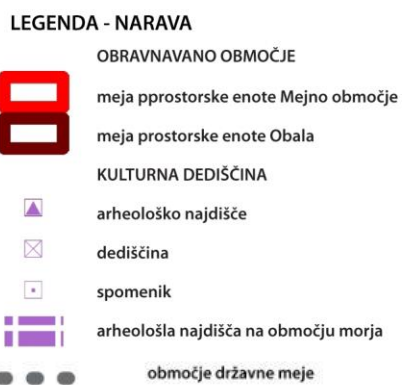 LEGENDA - NARAVA
OBRAVNAVANO OBMOČJE
meja pprostorske enote Mejno območje
meja prostorske enote Obala
KULTURNA DEDIŠČINA
arheološko najdišče
dediščina
spomenik
arheološla najdišča na območju morja
območje državne meje